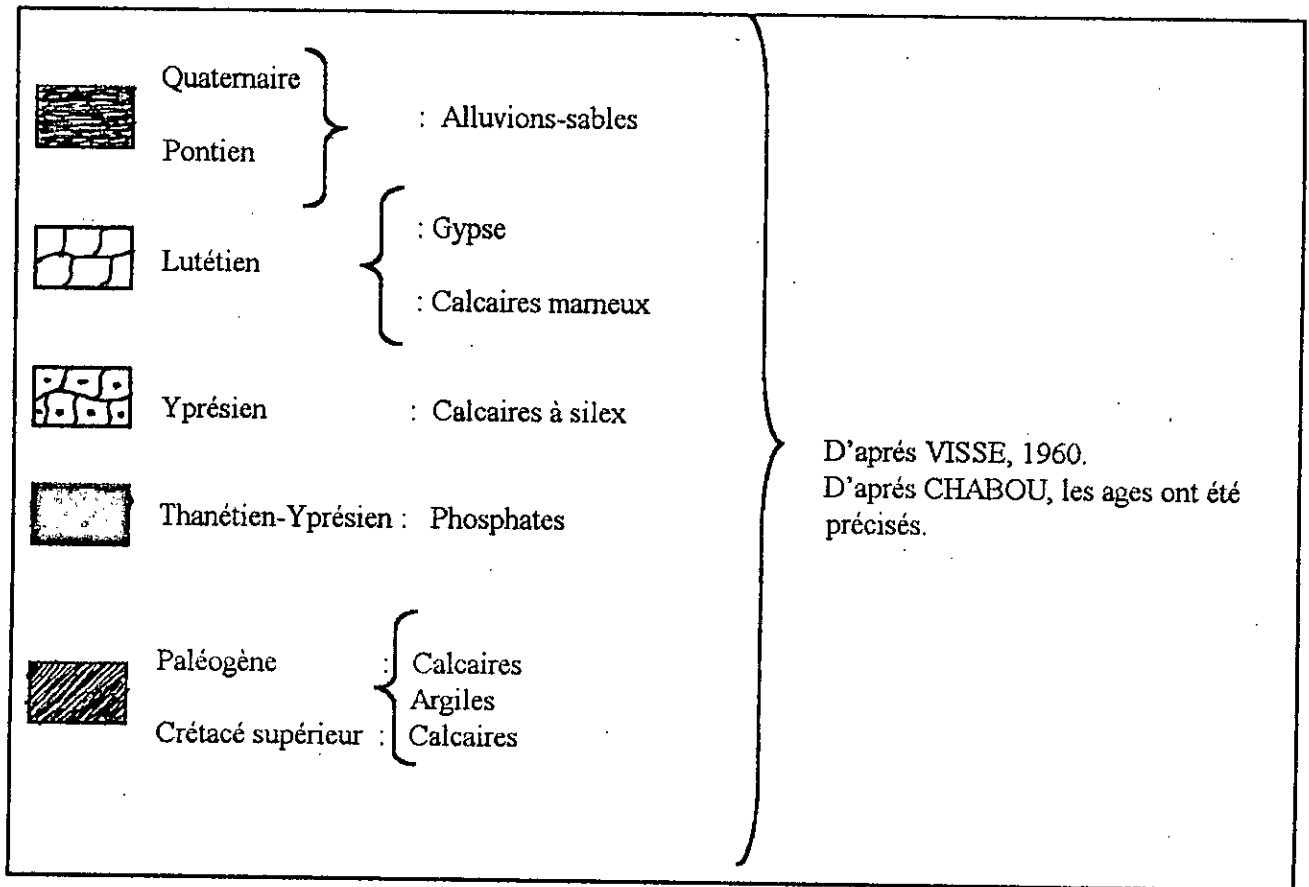 Quaternaire
: Alluvions-sables
Pontien
: Gypse
Lutétien
: Calcaires marneux
Yprésien : Calcaires à silex
Thanétien-Yprésien : Phosphates
Paléogène : Calcaires
Argiles
Crétacé supérieur : Calcaires
D'aprés VISSE, 1960.
D'aprés CHABOU, les ages ont été
précisés.